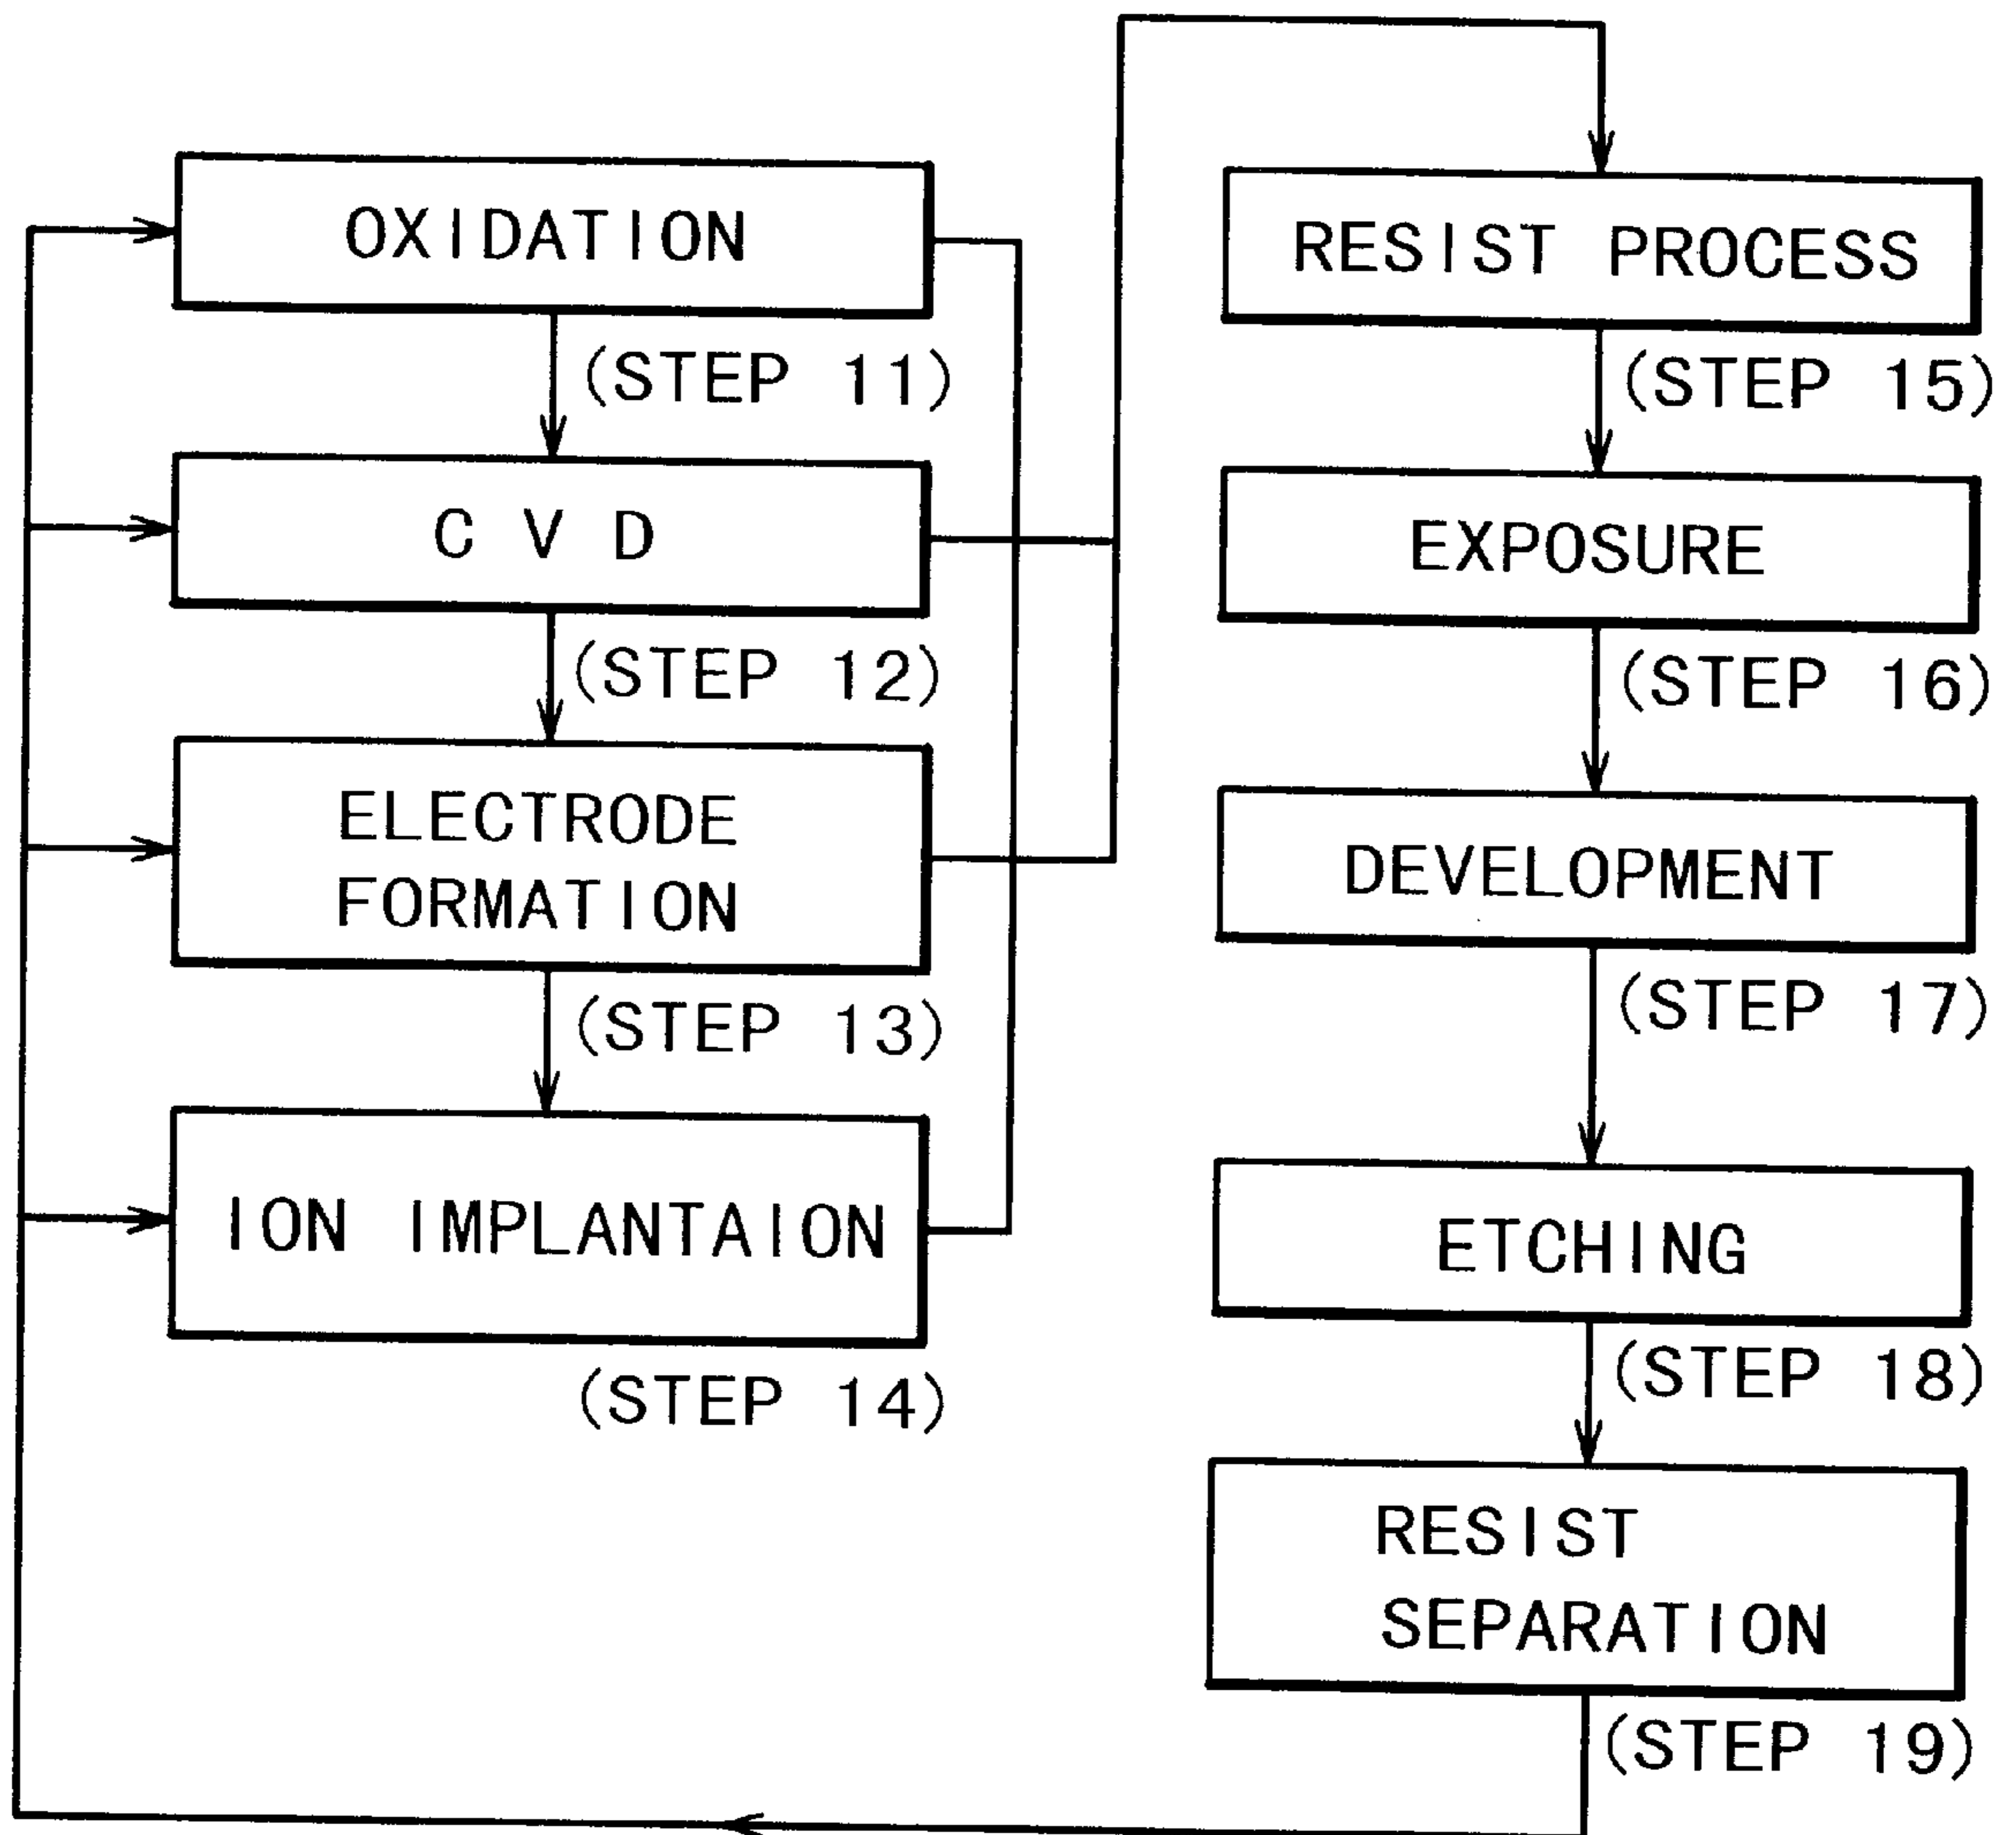 OXIDATION
(STEP 11)
C V D
(STEP 12)
ELECTRODE
FORMATION
(STEP 13)
ION IMPLANTAION
(STEP 14)
RESIST PROCESS
(STEP 15)
EXPOSURE
(STEP 16)
DEVELOPMENT
(STEP 17)
ETCHING
(STEP 18)
RESIST
SEPARATION
(STEP 19)